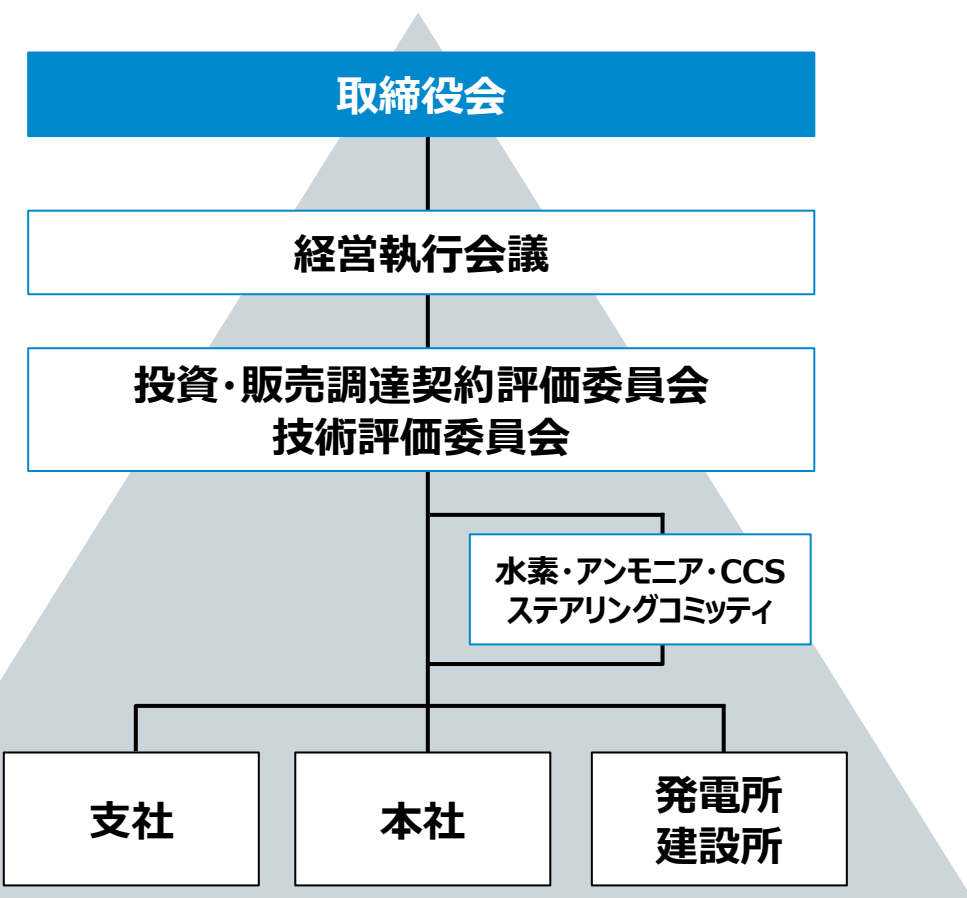 取締役会
経営執行会議
投資・販売調達契約評価委員会
技術評価委員会
水素・アンモニア・CCS
ステアリングコミッティ
支社
本社
発電所
建設所